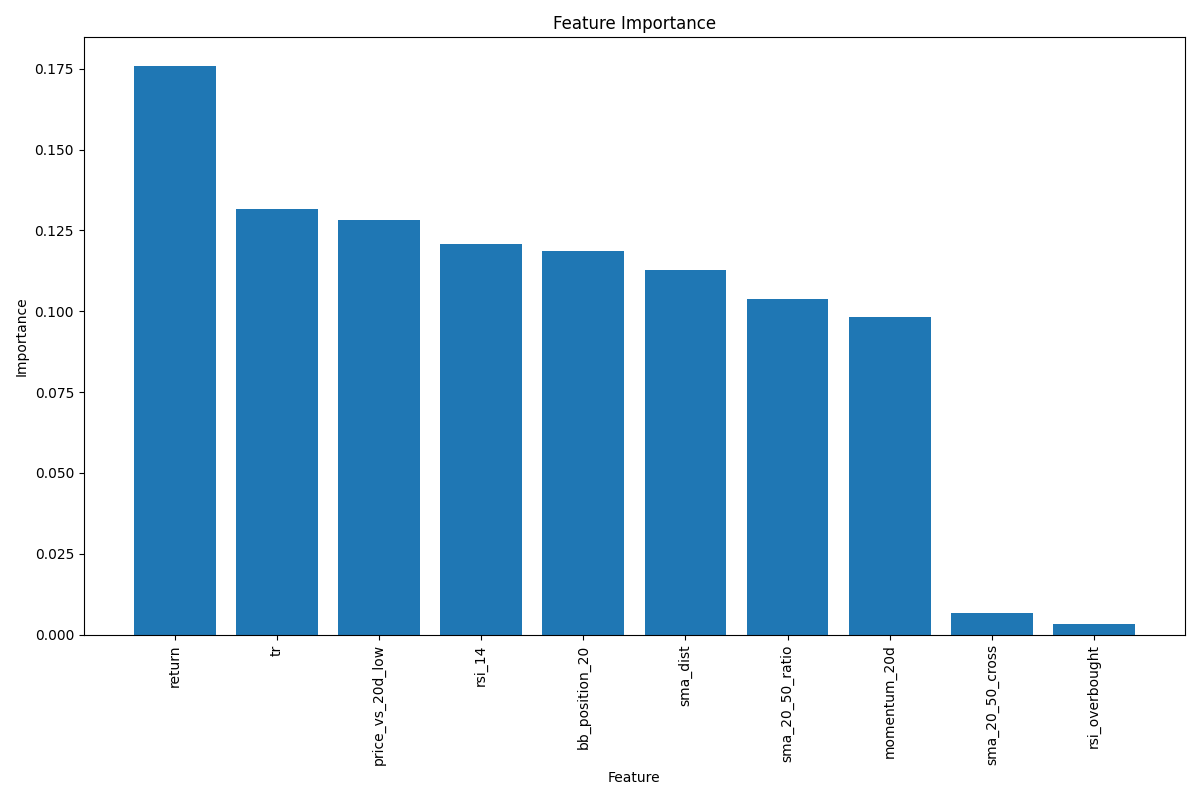 Feature Importance
0.175
0.150
0.125
0.100
0.075
0.050
0.025
0.000
Importance
return
tr
price_vs_20d_low
rsi_14
bb_position_20
sma_dist
sma_20_50_ratio
momentum_20d
sma_20_50_cross
rsi_overbought
Feature